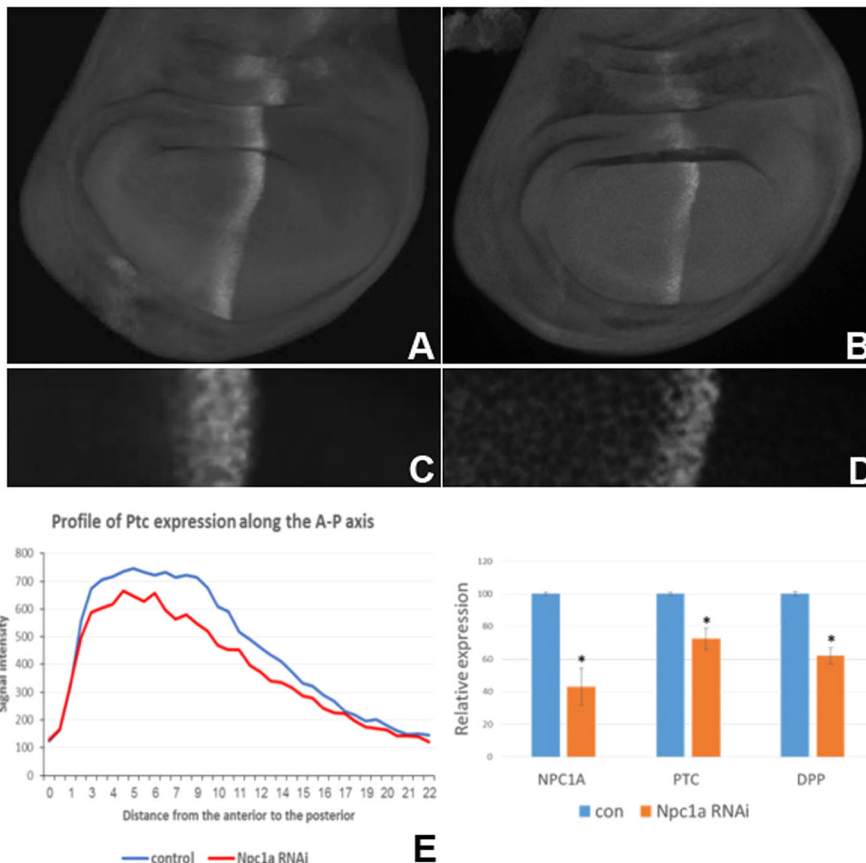 A
B
C
D
Profile of Ptc expression along the A-P axis
Signal intensity
800
700
600
500
400
300
200
100
0
0 1 3 4 5 6 7 9 10 11 12 13 15 16 17 18 19 20 21 22
Distance from the anterior to the posterior
control Npc1a RNAi
E
Relative expression
120
100
80
60
40
20
0
* * *
NPC1A PTC DPP
con Npc1a RNAi